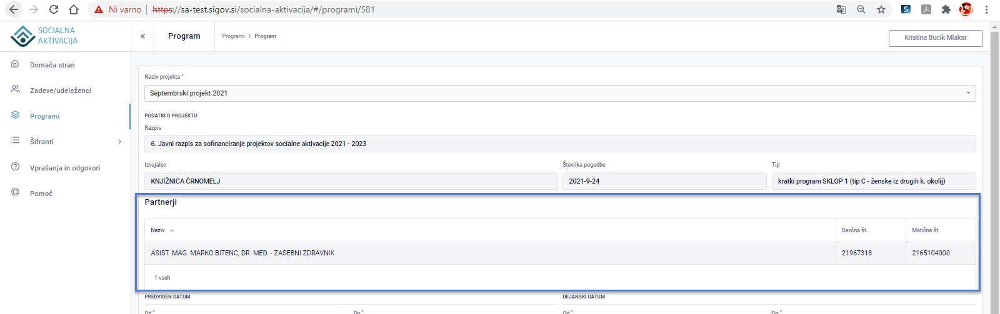 Ni varno https://sa-test.sigov.si/socialna-aktivacija/#/programi/581
SOCIALNA
AKTIVACIJA
« Program Programi > Program Kristina Bucik Mlakar
Domača stran
Zadeve/udeleženci
Programi
Šifranti
Vprašanja in odgovori
Pomoč
Naziv projekta *
Septembrski projekt 2021
PODATKI O PROJEKTU
Razpis
6. Javni razpis za sofinanciranje projektov socialne aktivacije 2021 - 2023
Izvajalec Številka pogodbe Tip
KNJIŽNICA ČRNOMELJ 2021-9-24 kratki program SKLOP 1 (tip C - ženske iz drugih k. okolij)
Partnerji
Naziv Davčna št. Matična št.
ASIST. MAG. MARKO BITENC, DR. MED. - ZASEBNI ZDRAVNIK 21967318 2165104000
1 vseh
PREDVIDEN DATUM DEJANSKI DATUM
Od * Do * Od * Do *